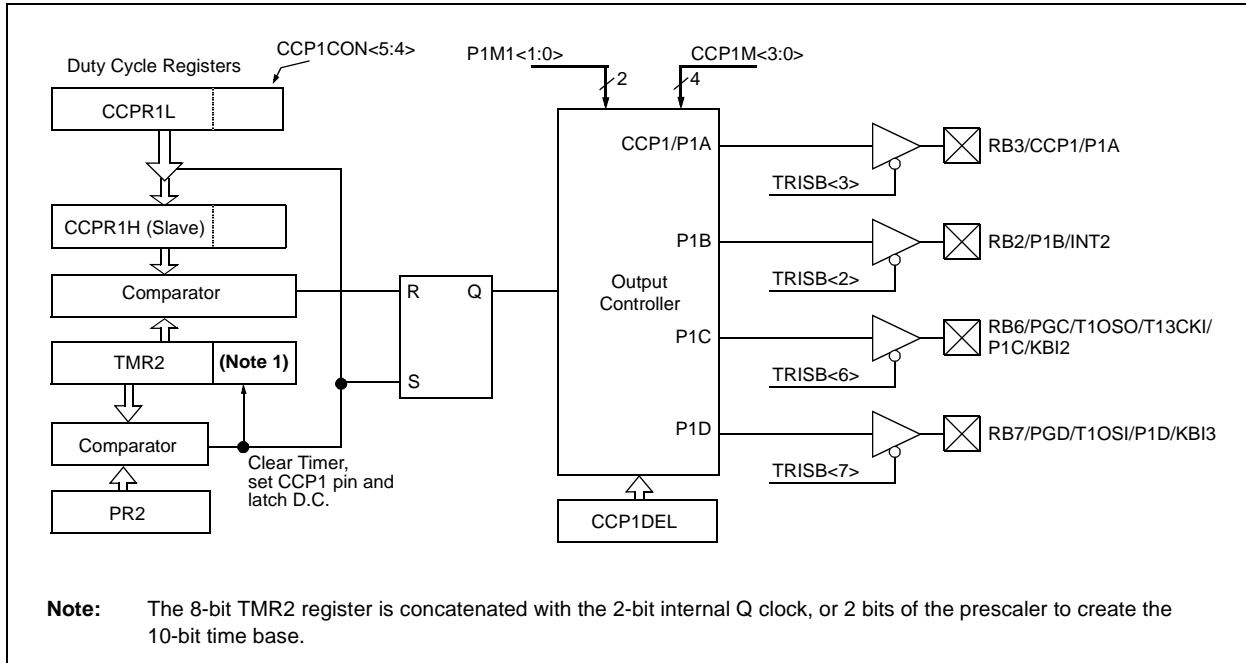 CCP1CON<5:4>
Duty Cycle Registers
CCPR1L
CCPR1H (Slave)
Comparator
TMR2
(Note 1)
Comparator
PR2
Clear Timer,
set CCP1 pin and
latch D.C.
R
Q
S
P1M1<1:0>
2
CCP1M<3:0>
4
Output
Controller
CCP1/P1A
P1B
P1C
P1D
CCP1DEL
TRISB<3>
RB3/CCP1/P1A
TRISB<2>
RB2/P1B/INT2
TRISB<6>
RB6/PGC/T1OSO/T13CKI/
P1C/KBI2
TRISB<7>
RB7/PGD/T1OSI/P1D/KBI3
Note: The 8-bit TMR2 register is concatenated with the 2-bit internal Q clock, or 2 bits of the prescaler to create the
10-bit time base.